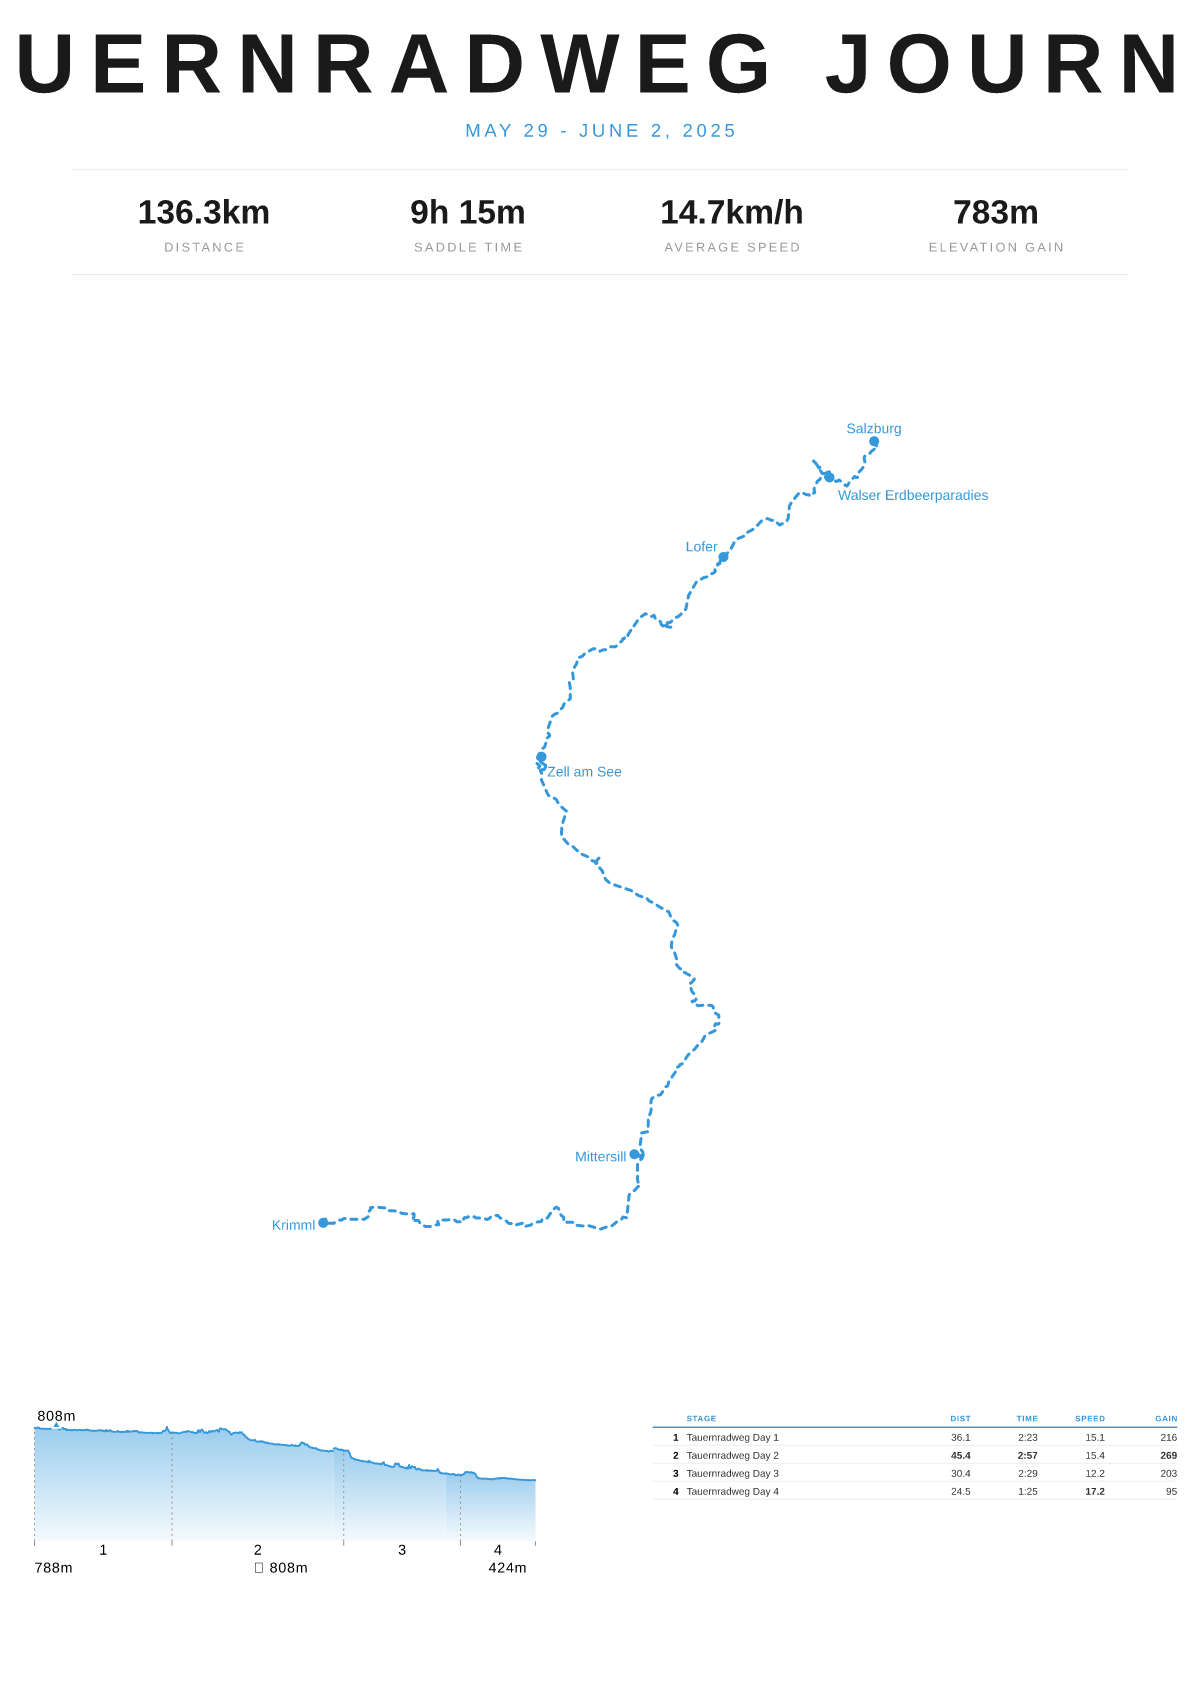 UERNRADWEG JOURN
MAY 29 - JUNE 2, 2025
136.3km 9h 15m 14.7km/h 783m
DISTANCE SADDLE TIME AVERAGE SPEED ELEVATION GAIN
Salzburg
Walser Erdbeerparadies
Lofer
Zell am See
Mittersill
Krimml
808m
1 2 3 4
788m 808m 424m
STAGE DIST TIME SPEED GAIN
1 Tauernradweg Day 1 36.1 2:23 15.1 216
2 Tauernradweg Day 2 45.4 2:57 15.4 269
3 Tauernradweg Day 3 30.4 2:29 12.2 203
4 Tauernradweg Day 4 24.5 1:25 17.2 95